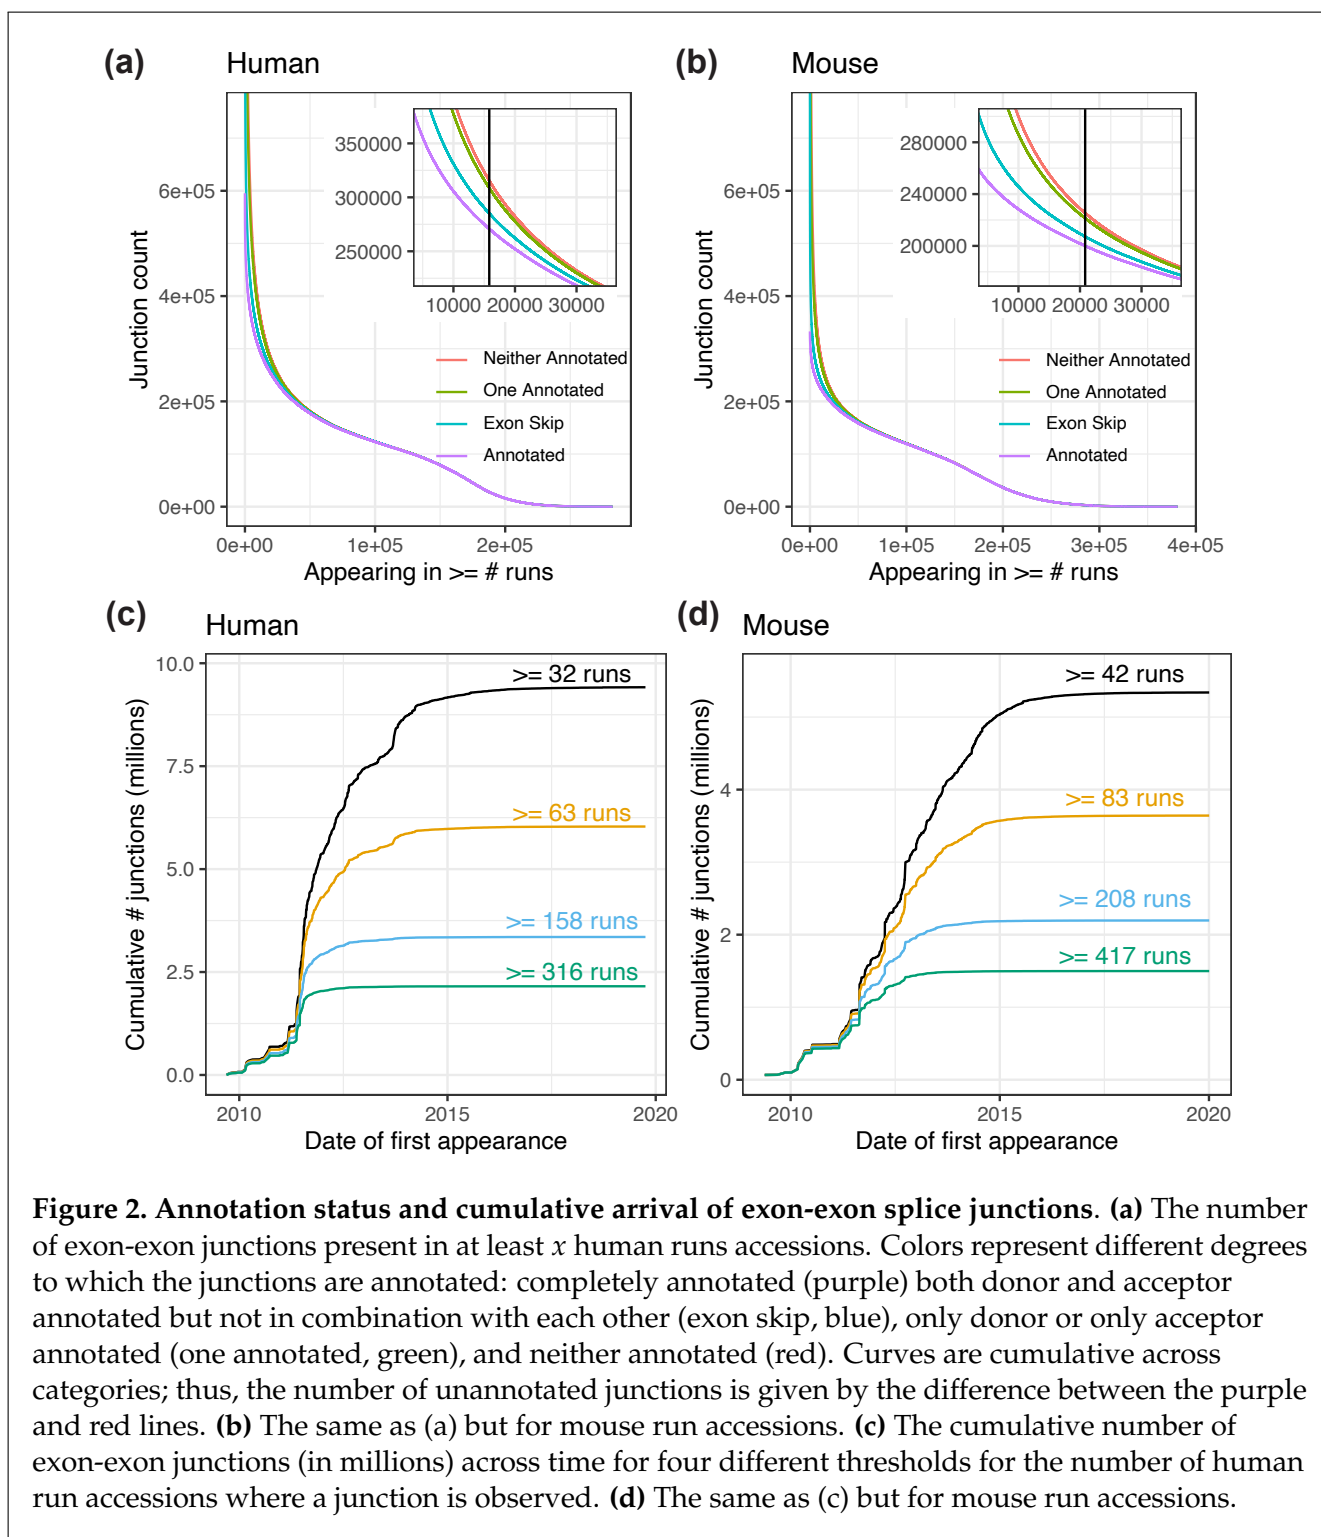 (a) Human
Junction count
6e+05
4e+05
2e+05
0e+00
350000
300000
250000
10000 20000 30000
Neither Annotated
One Annotated
Exon Skip
Annotated
0e+00 1e+05 2e+05
Appearing in >= # runs
(b) Mouse
Junction count
6e+05
4e+05
2e+05
0e+00
280000
240000
200000
10000 20000 30000
Neither Annotated
One Annotated
Exon Skip
Annotated
0e+00 1e+05 2e+05 3e+05 4e+05
Appearing in >= # runs
(c) Human
Cumulative # junctions (millions)
10.0
7.5
5.0
2.5
0.0
>= 32 runs
>= 63 runs
>= 158 runs
>= 316 runs
2010 2015 2020
Date of first appearance
(d) Mouse
Cumulative # junctions (millions)
4
2
0
>= 42 runs
>= 83 runs
>= 208 runs
>= 417 runs
2010 2015 2020
Date of first appearance
Figure 2. Annotation status and cumulative arrival of exon-exon splice junctions. (a) The number
of exon-exon junctions present in at least x human runs accessions. Colors represent different degrees
to which the junctions are annotated: completely annotated (purple) both donor and acceptor
annotated but not in combination with each other (exon skip, blue), only donor or only acceptor
annotated (one annotated, green), and neither annotated (red). Curves are cumulative across
categories; thus, the number of unannotated junctions is given by the difference between the purple
and red lines. (b) The same as (a) but for mouse run accessions. (c) The cumulative number of
exon-exon junctions (in millions) across time for four different thresholds for the number of human
run accessions where a junction is observed. (d) The same as (c) but for mouse run accessions.